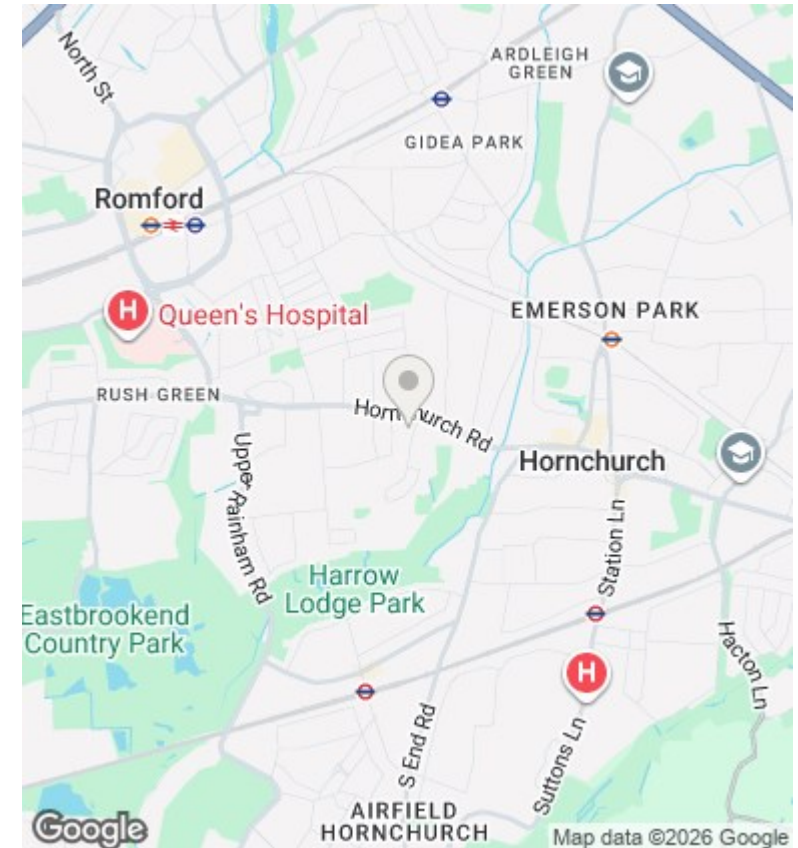 North St
ARDLEIGH
GREEN
GIDEA PARK
Romford
H
Queen's Hospital
EMERSON PARK
RUSH GREEN
Hornchurch Rd
Hornchurch
Upper Rainham Rd
Station Ln
Harrow
Lodge Park
Eastbrookend
Country Park
H
Hacton Ln
S End Rd
Suttons Ln
AIRFIELD
HORNCHURCH
Google
Map data ©2026 Google